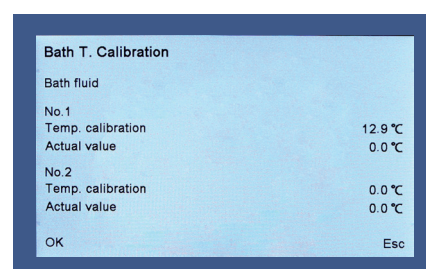 Bath T. Calibration
Bath fluid
No.1
Temp. calibration 12.9 °C
Actual value 0.0 °C
No.2
Temp. calibration 0.0 °C
Actual value 0.0 °C
OK Esc